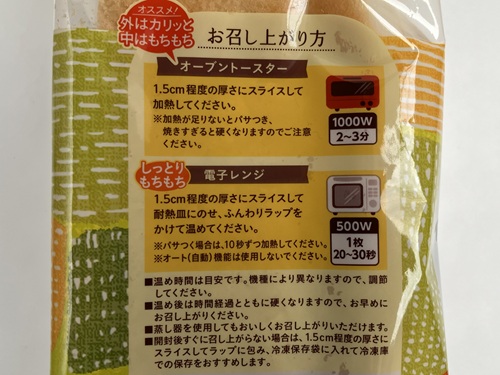 オススメ!
外はカリッと
中はもちもち
お召し上がり方
オーブントースター
1.5cm程度の厚さにスライスして
加熱してください。
※加熱が足りないとパサつき、
焼きすぎると硬くなりますのでご注意
ください。
1000W
2~3分
しっとり
もちもち
電子レンジ
1.5cm程度の厚さにスライスして
耐熱皿にのせ、ふんわりラップを
かけて温めてください。
※パサつく場合は、10秒ずつ加熱してください。
※オート(自動)機能は使用しないでください。
500W
1枚
20~30秒
■温め時間は目安です。機種により異なりますので、調節
してください。
■温め後は時間経過とともに硬くなりますので、お早めに
お召し上がりください。
■蒸し器を使用してもおいしくお召し上がりいただけます。
■開封後すぐに召し上がらない場合は、1.5cm程度の厚さに
スライスしてラップに包み、冷凍保存袋に入れて冷凍庫
での保存をおすすめします。